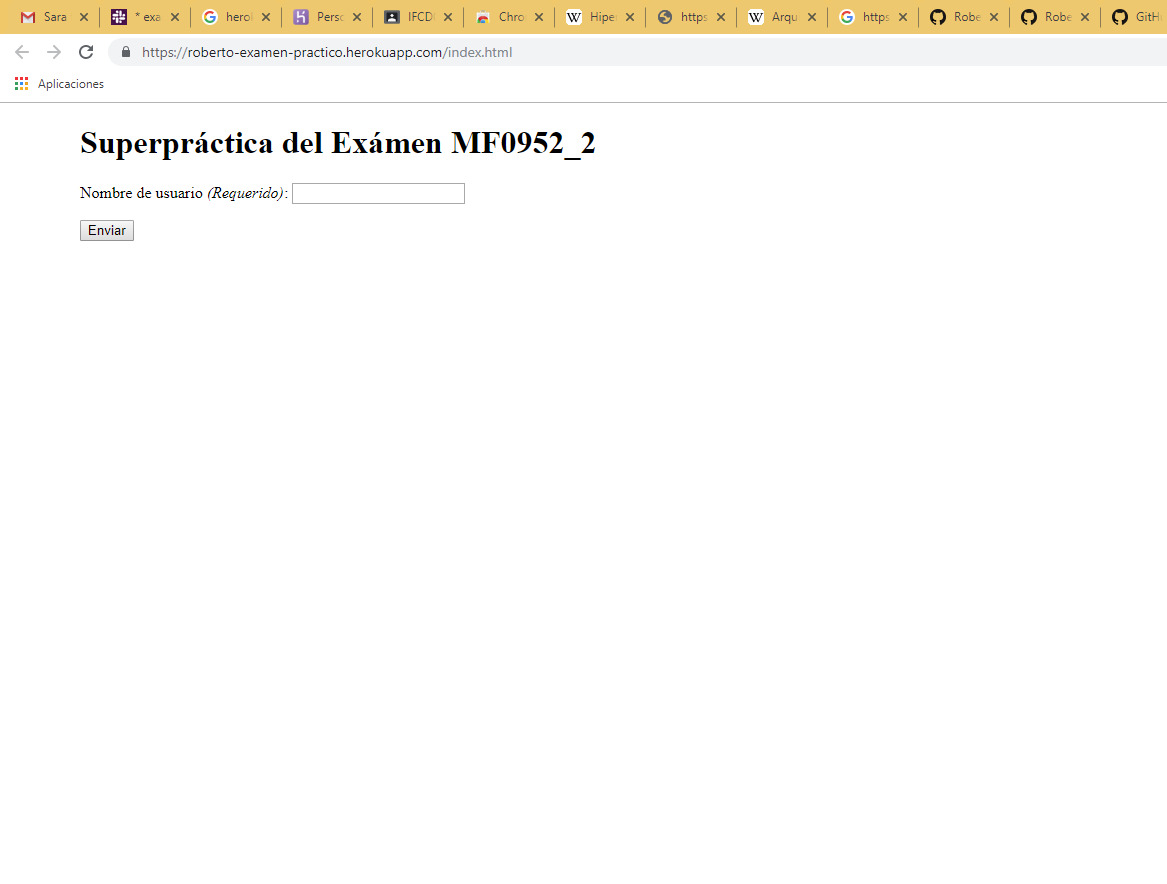 Sara * exa herol Perso IFCD Chro Hiper https Arqu https Robe Robe GitH
https://roberto-examen-practico.herokuapp.com/index.html
Aplicaciones
Superpráctica del Exámen MF0952_2
Nombre de usuario (Requerido):
Enviar